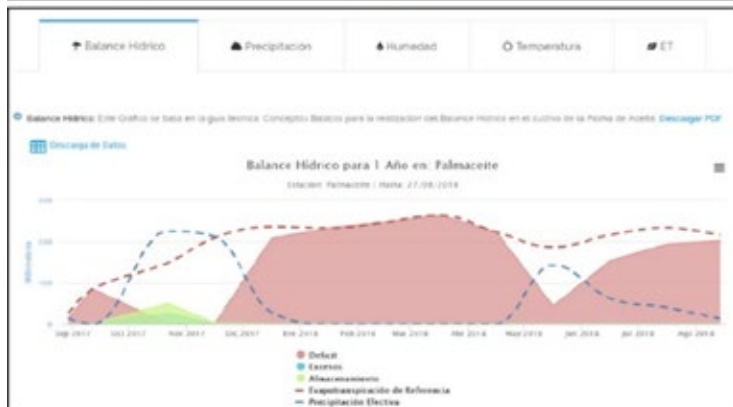 Balance Hídrico Precipitación Humedad Temperatura ET
Balance Hídrico: Este Gráfico se basa en la guía técnica: Conceptos Básicos para la realización del Balance Hídrico en el cultivo de la Palma de Aceite. Descargar PDF
Descarga de Datos
Balance Hídrico para 1 Año en: Palmaceite
Estación: Palmaceite / Hasta: 27/08/2018
Milímetros
300
200
100
0
Sep 2017 Oct 2017 Nov 2017 Dic 2017 Ene 2018 Feb 2018 Mar 2018 Abr 2018 May 2018 Jun 2018 Jul 2018 Ago 2018
Deficit
Excesos
Almacenamiento
Evapotranspiración de Referencia
Precipitación Efectiva